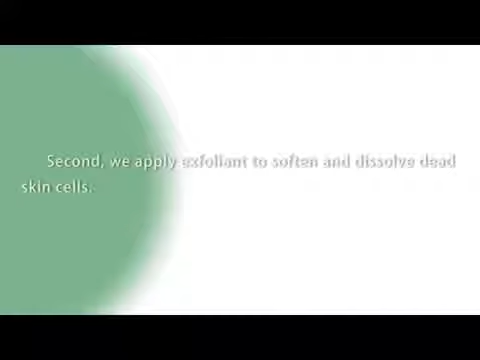 Second, we apply exfoliant to soften and dissolve dead
skin cells.